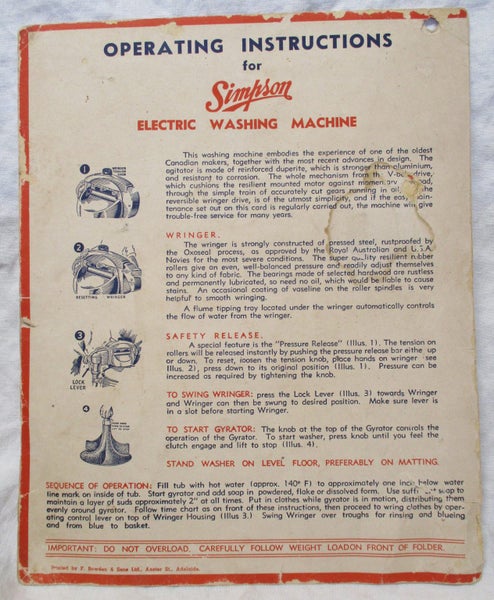 OPERATING INSTRUCTIONS
for
Simpson
ELECTRIC WASHING MACHINE
1
This washing machine embodies the experience of one of the oldest
Canadian makers, together with the most recent advances in design. The
agitator is made of reinforced duperite, which is stronger than aluminium,
and resistant to corrosion. The whole mechanism from the V-belt drive,
which cushions the resilient mounted motor against momentary load,
through the simple train of accurately cut gears running in oil, the
reversible wringer drive, is of the utmost simplicity, and if the easy main-
tenance set out on this card is regularly carried out, the machine will give
trouble-free service for many years.
2
RESETTING WRINGER
WRINGER.
The wringer is strongly constructed of pressed steel, rustproofed by
the Oxseal process, as approved by the Royal Australian and U.S.A.
Navies for the most severe conditions. The super quality resilient rubber
rollers give an even, well-balanced pressure and readily adjust themselves
to any kind of fabric. The bearings made of selected hardwood are rustless
and permanently lubricated, so need no oil, which would be liable to cause
stains. An occasional coating of vaseline on the roller spindles is very
helpful to smooth wringing.
A flume tipping tray located under the wringer automatically controls
the flow of water from the wringer.
3
LOCK
LEVER
SAFETY RELEASE.
A special feature is the "Pressure Release" (Illus. 1). The tension on
rollers will be released instantly by pushing the pressure release bar either up
or down. To reset, loosen the tension knob, place hands on wringer (see
Illus. 2), press down to its original position (Illus. 1). Pressure can be
increased as required by tightening the knob.
TO SWING WRINGER: press the Lock Lever (Illus. 3) towards Wringer
and Wringer can then be swung to desired position. Make sure lever is
in a slot before starting Wringer.
4
TO START GYRATOR: The knob at the top of the Gyrator controls the
operation of the Gyrator. To start washer, press knob until you feel the
clutch engage and lift to stop (Illus. 4).
STAND WASHER ON LEVEL FLOOR, PREFERABLY ON MATTING.
SEQUENCE OF OPERATION: Fill tub with hot water (approx. 140° F) to approximately one inch below water
line mark on inside of tub. Start gyrator and add soap in powdered, flake or dissolved form. Use sufficient soap to
maintain a layer of suds approximately 2" at all times. Put in clothes while gyrator is in motion, distributing them
evenly around gyrator. Follow time chart as on front of these instructions, then proceed to wring clothes by oper-
ating control lever on top of Wringer Housing (Illus 3.) Swing Wringer over troughs for rinsing and blueing
and from blue to basket.
IMPORTANT: DO NOT OVERLOAD. CAREFULLY FOLLOW WEIGHT LOAD ON FRONT OF FOLDER.
Printed by F. Bowden & Sons Ltd., Anster St., Adelaide.